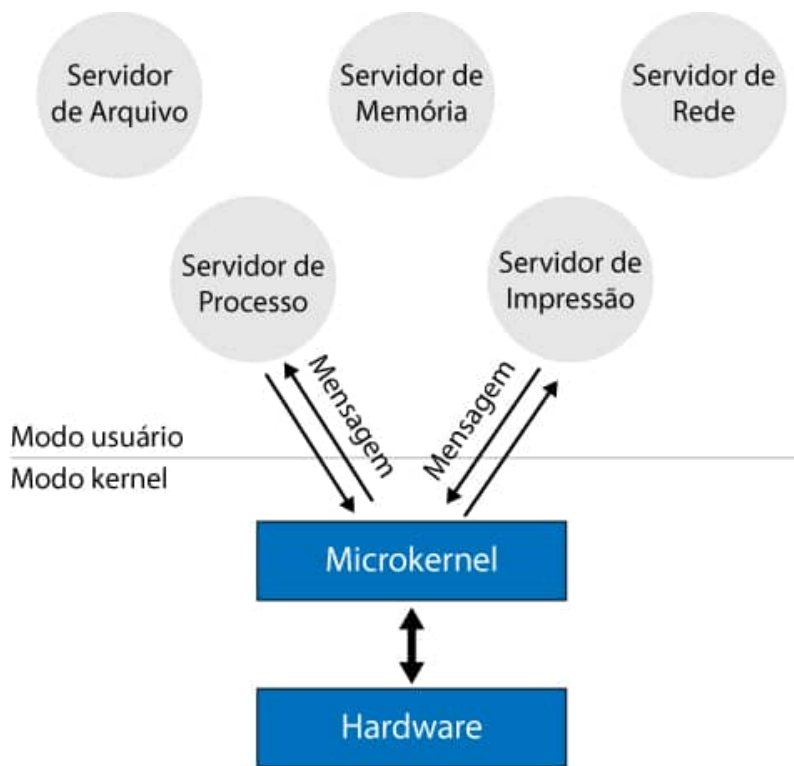 Servidor
de Arquivo
Servidor de
Memória
Servidor de
Rede
Servidor de
Processo
Servidor de
Impressão
Mensagem
Mensagem
Modo usuário
Modo kernel
Microkernel
Hardware